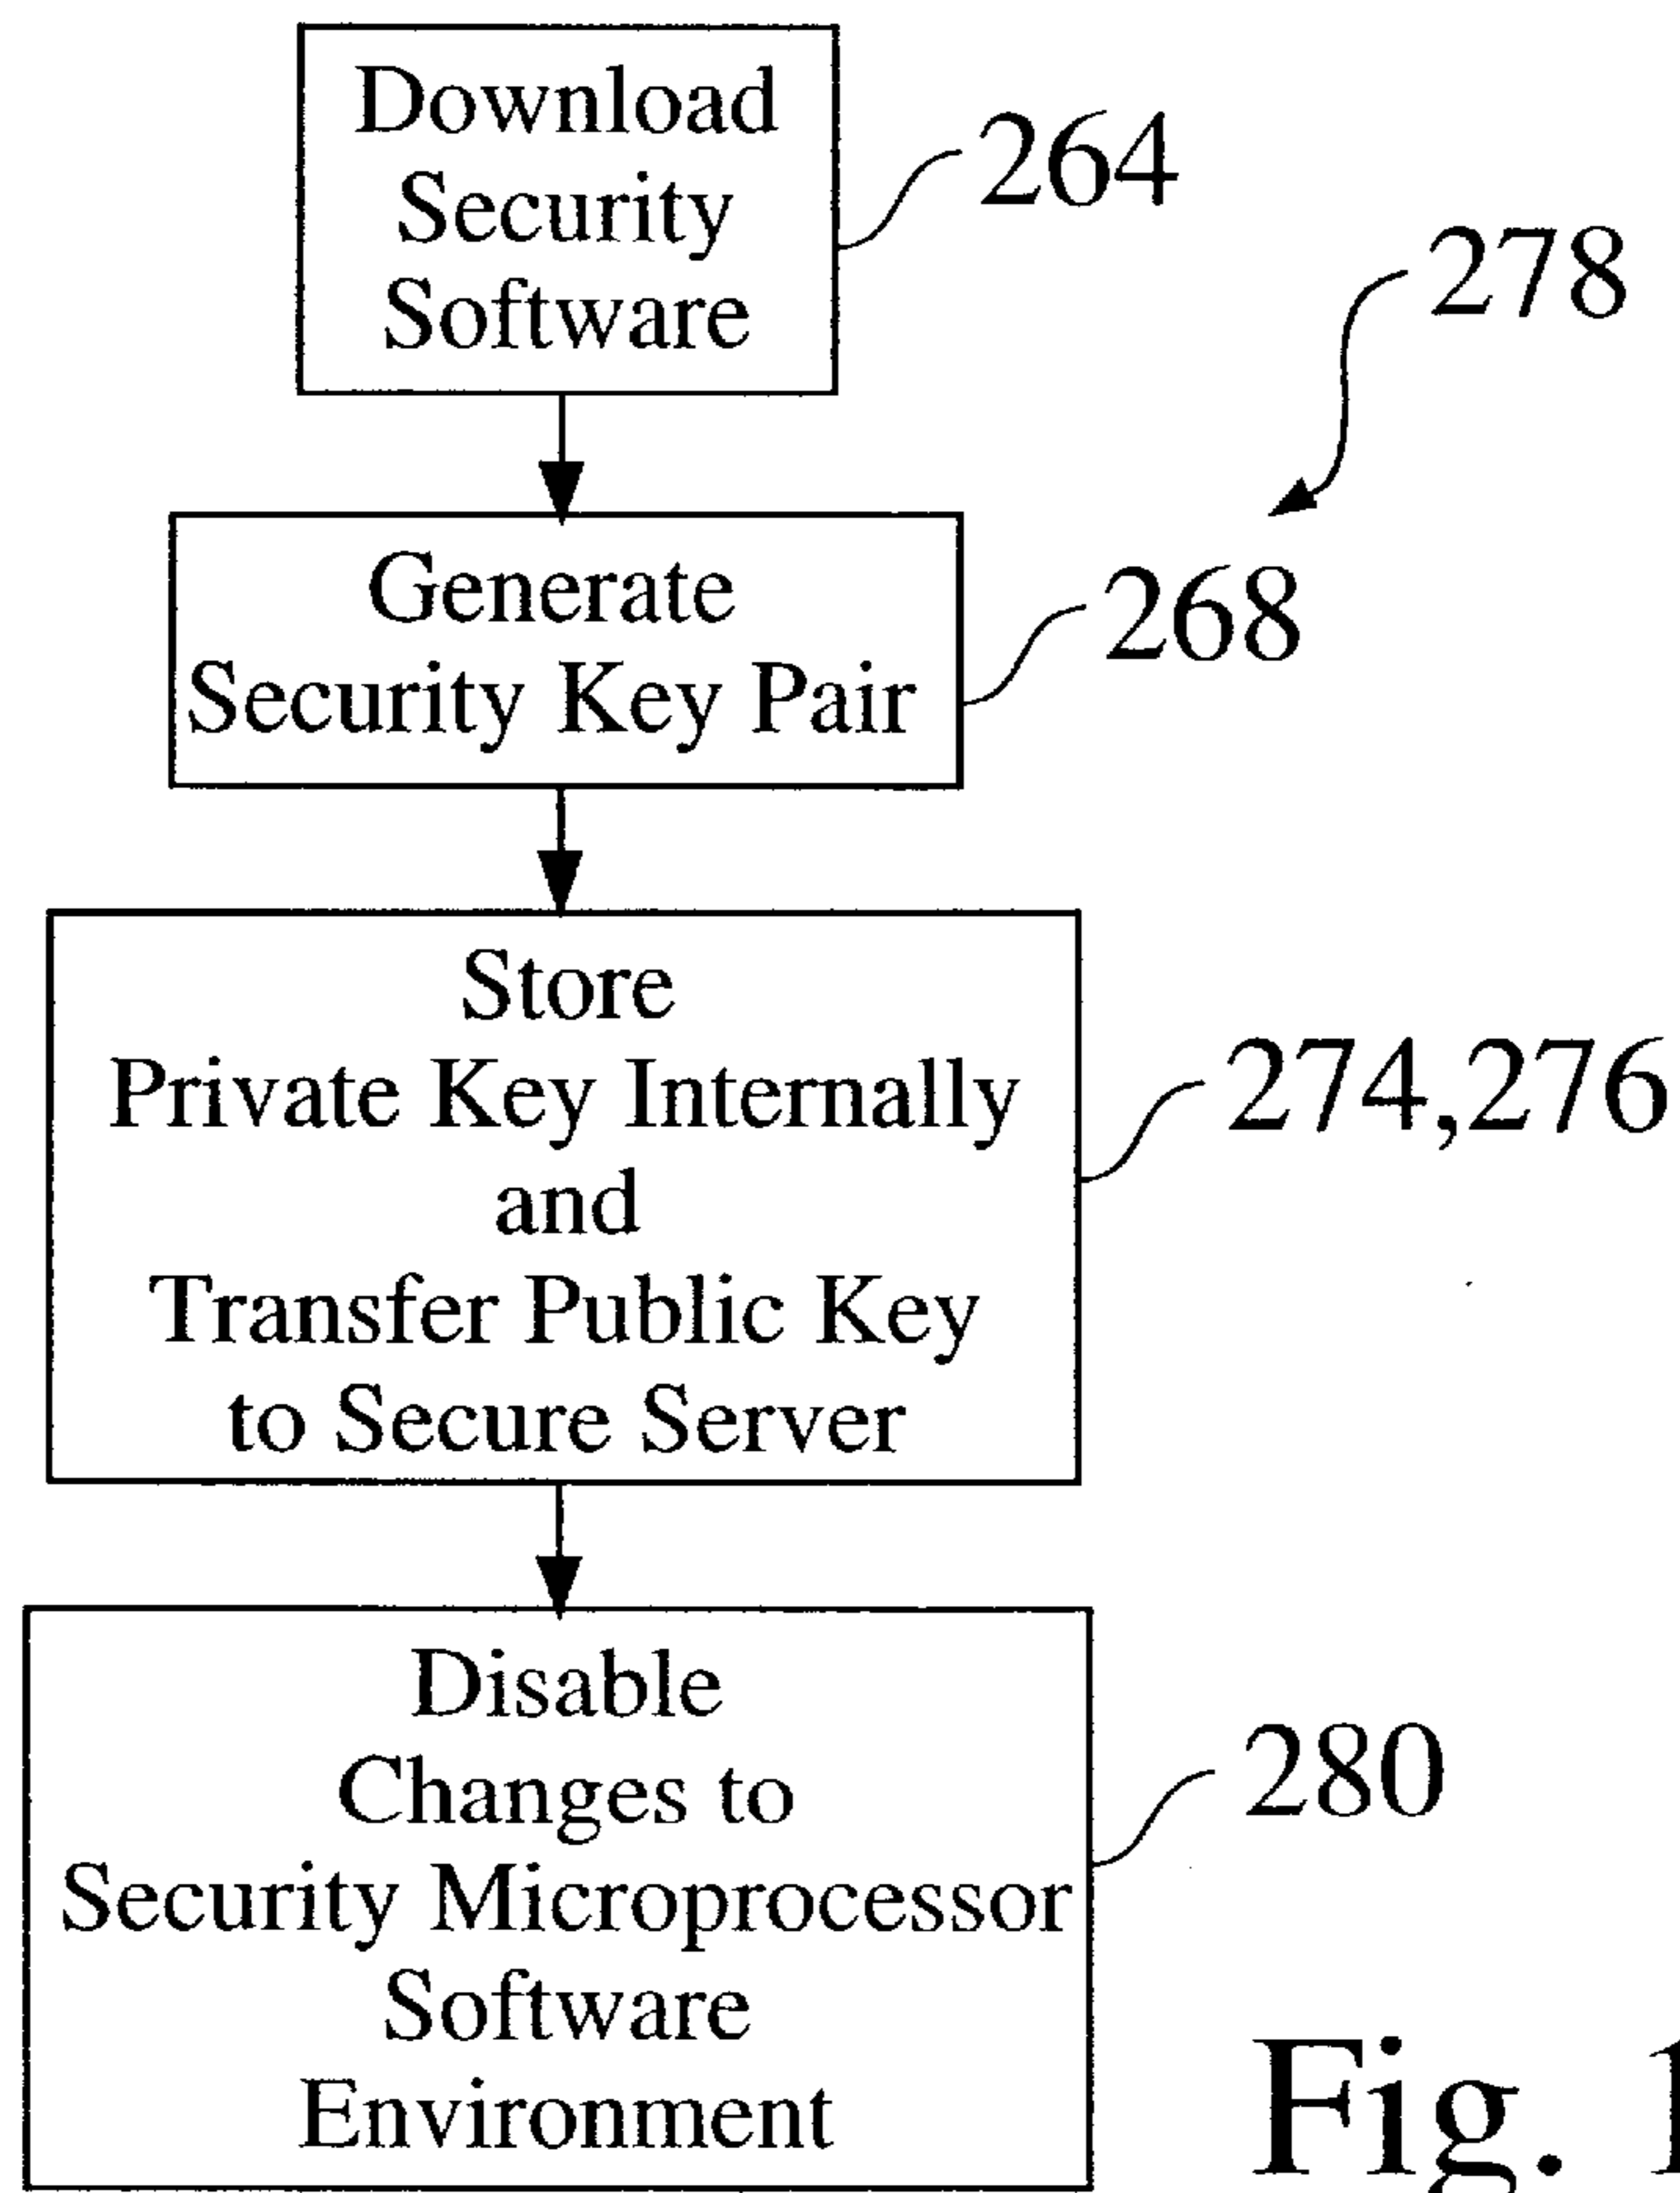 Download
Security
Software
264
278
Generate
Security Key Pair
268
Store
Private Key Internally
and
Transfer Public Key
to Secure Server
274,276
Disable
Changes to
Security Microprocessor
Software
Environment
280
Fig.